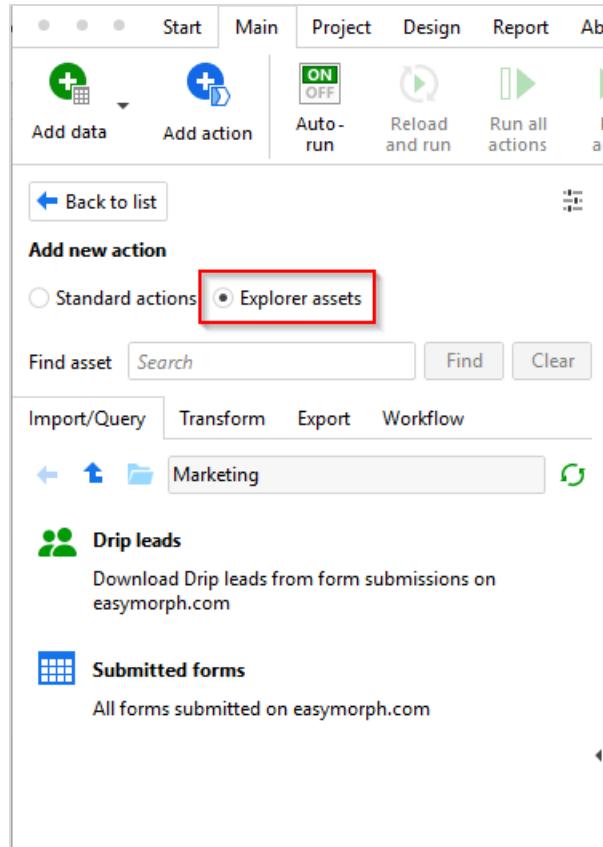 Start Main Project Design Report Ab
ON
OFF
Add data Add action Auto- Reload Run all
run and run actions
Back to list
Add new action
Standard actions Explorer assets
Find asset Search Find Clear
Import/Query Transform Export Workflow
Marketing
Drip leads
Download Drip leads from form submissions on
easymorph.com
Submitted forms
All forms submitted on easymorph.com